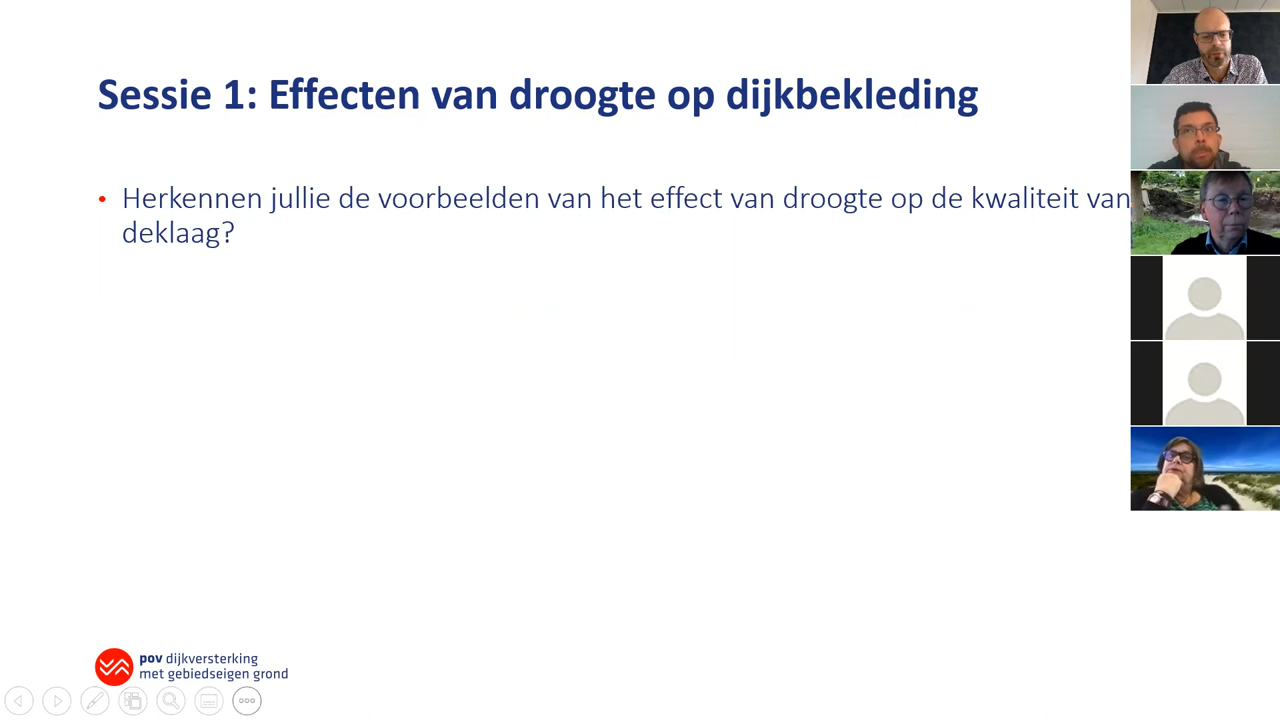 Sessie 1: Effecten van droogte op dijkbekleding
• Herkennen jullie de voorbeelden van het effect van droogte op de kwaliteit van
deklaag?
pov dijkversterking
met gebiedseigen grond